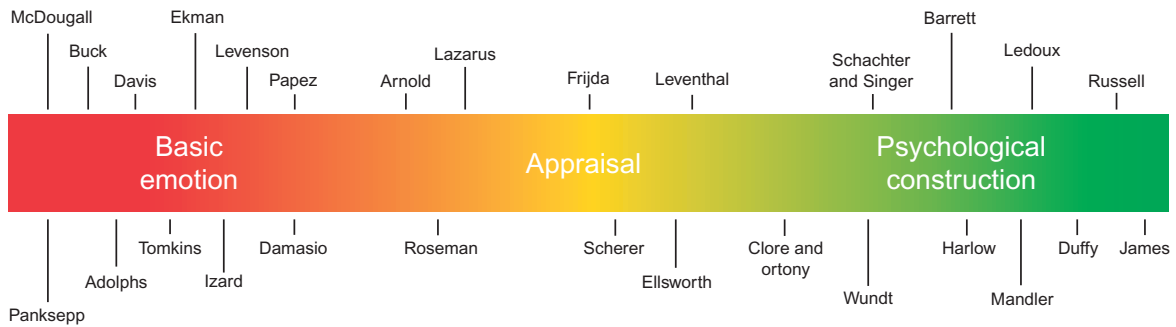 McDougall
Ekman
Barrett
Buck
Levenson
Lazarus
Ledoux
Davis
Papez
Arnold
Frijda
Leventhal
Schachter
and Singer
Russell
Basic
emotion
Appraisal
Psychological
construction
Tomkins
Damasio
Roseman
Scherer
Clore and
ortony
Harlow
Duffy
James
Adolphs
Izard
Ellsworth
Wundt
Mandler
Panksepp